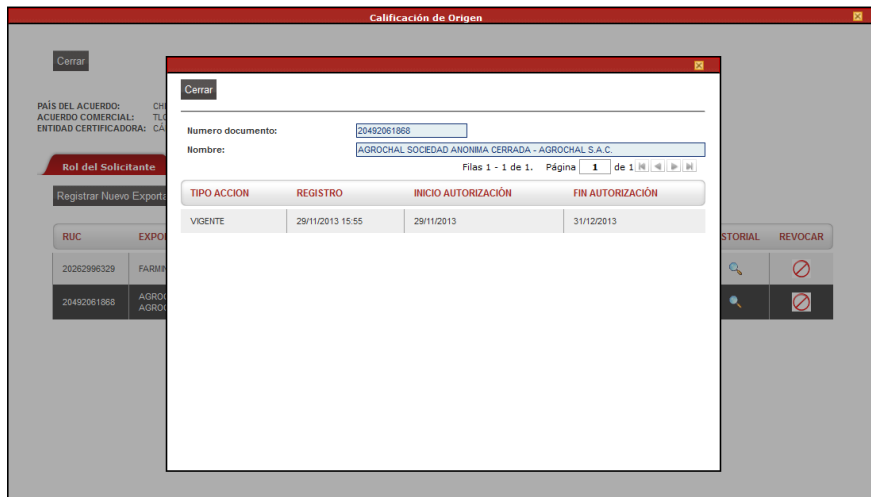 Calificación de Origen
Cerrar
PAÍS DEL ACUERDO:
ACUERDO COMERCIAL:
ENTIDAD CERTIFICADORA:
Rol del Solicitante
Registrar Nuevo
RUC
HISTORIAL REVOCAR
20262996329
20492061868
Cerrar
Numero documento: 20492061868
Nombre: AGROCHAL SOCIEDAD ANONIMA CERRADA - AGROCHAL S.A.C.
Filas 1 - 1 de 1. Página 1 de 1
TIPO ACCION REGISTRO INICIO AUTORIZACIÓN FIN AUTORIZACIÓN
VIGENTE 29/11/2013 15:55 29/11/2013 31/12/2013